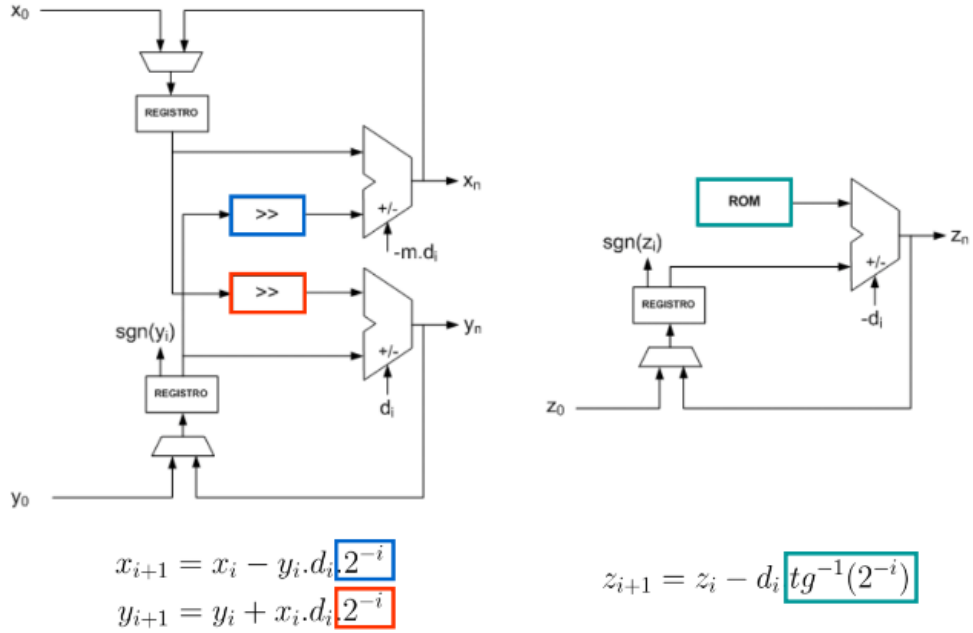 x₀
REGISTRO
>>
+/-
xₙ
-m.dᵢ
>>
sgn(yᵢ)
REGISTRO
+/-
yₙ
dᵢ
y₀
ROM
sgn(zᵢ)
REGISTRO
+/-
zₙ
-dᵢ
z₀
xᵢ₊₁ = xᵢ − yᵢ.dᵢ.2⁻ⁱ
yᵢ₊₁ = yᵢ + xᵢ.dᵢ.2⁻ⁱ
zᵢ₊₁ = zᵢ − dᵢ tg⁻¹(2⁻ⁱ)